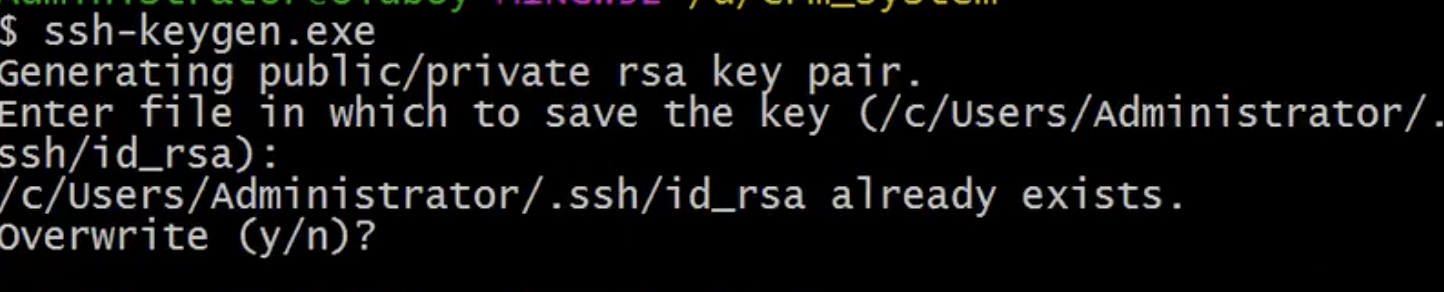 $ ssh-keygen.exe
Generating public/private rsa key pair.
Enter file in which to save the key (/c/Users/Administrator/.
ssh/id_rsa):
/c/Users/Administrator/.ssh/id_rsa already exists.
Overwrite (y/n)?